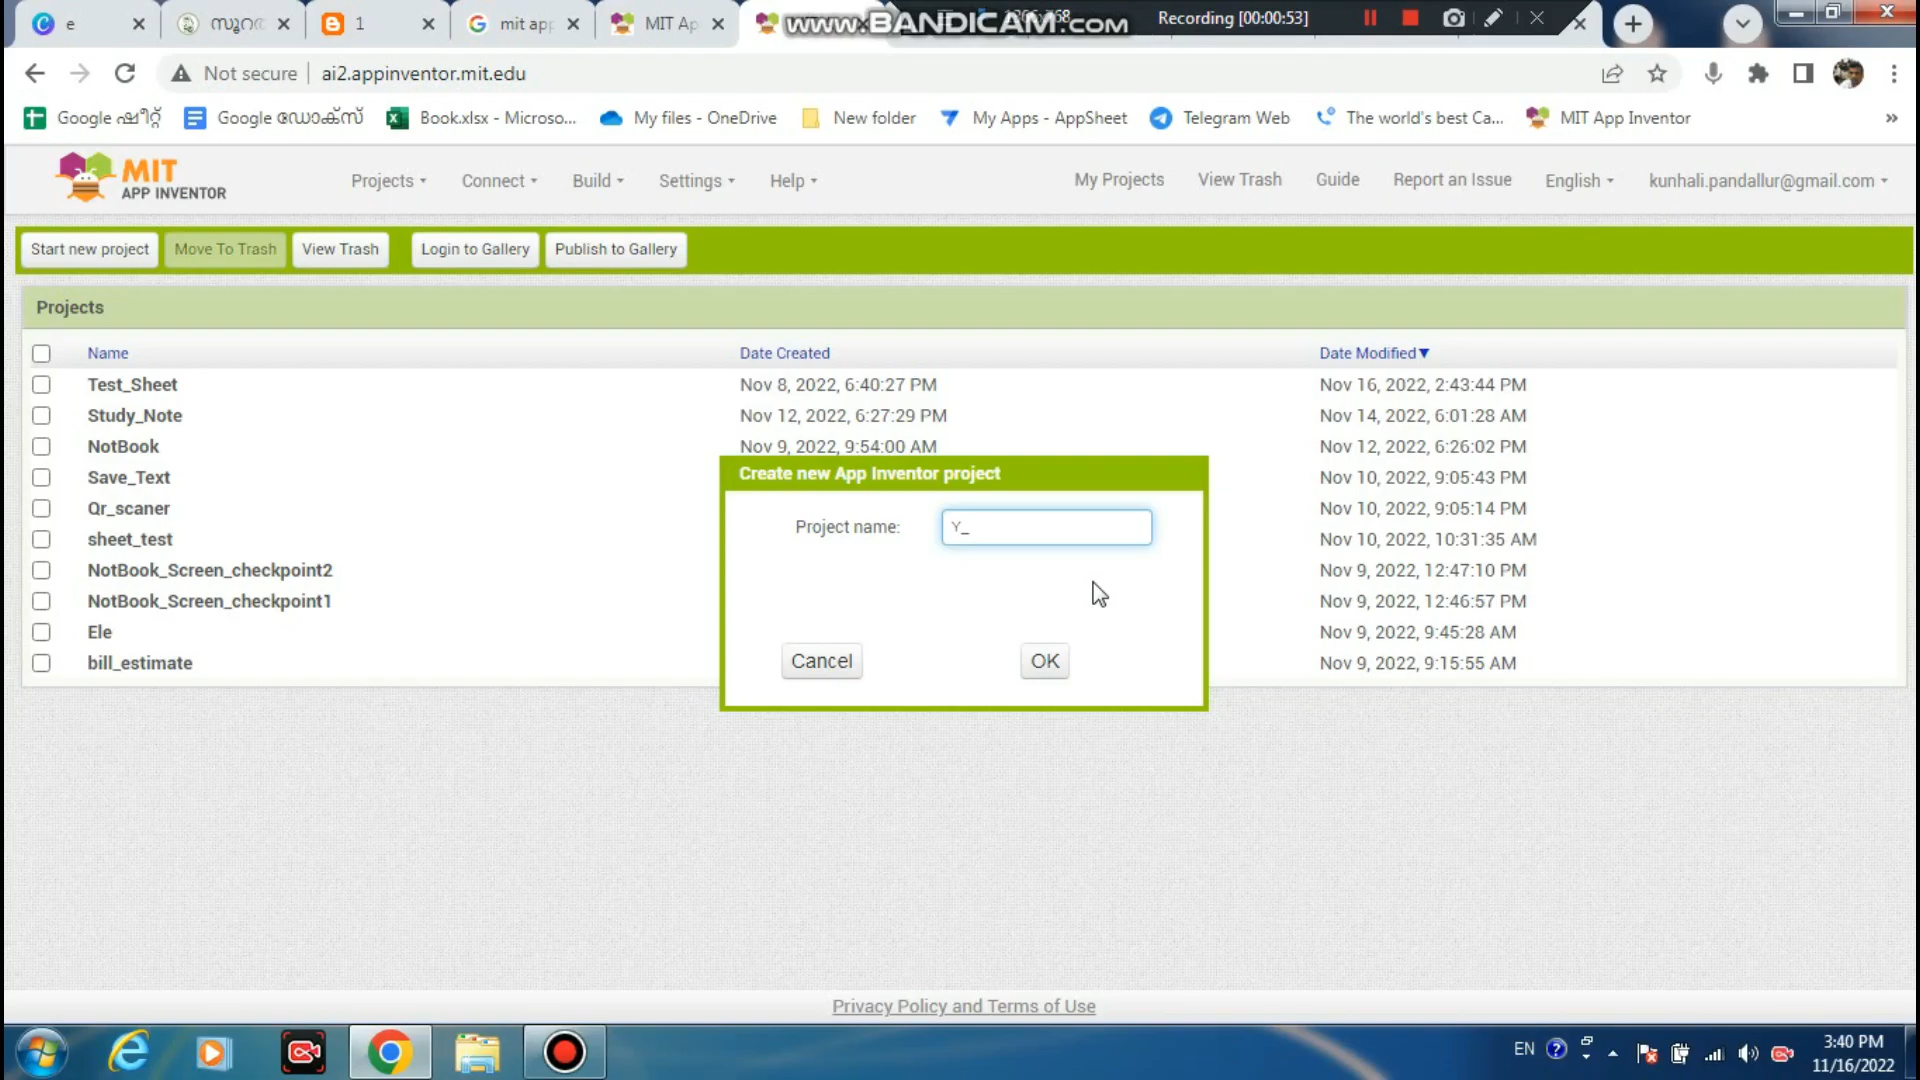 e
സൂറത
1
mit app
MIT Ap
www.BANDICAM.com
Recording [00:00:53]
Not secure
ai2.appinventor.mit.edu
Google ഷീറ്റ്
Google ഡോക്സ്
Book.xlsx - Microso...
My files - OneDrive
New folder
My Apps - AppSheet
Telegram Web
The world's best Ca...
MIT App Inventor
»
MIT
APP INVENTOR
Projects
Connect
Build
Settings
Help
My Projects
View Trash
Guide
Report an Issue
English
kunhali.pandallur@gmail.com
Start new project
Move To Trash
View Trash
Login to Gallery
Publish to Gallery
Projects
Name Date Created Date Modified▼
Test_Sheet Nov 8, 2022, 6:40:27 PM Nov 16, 2022, 2:43:44 PM
Study_Note Nov 12, 2022, 6:27:29 PM Nov 14, 2022, 6:01:28 AM
NotBook Nov 9, 2022, 9:54:00 AM Nov 12, 2022, 6:26:02 PM
Save_Text Nov 10, 2022, 9:05:43 PM
Qr_scaner Nov 10, 2022, 9:05:14 PM
sheet_test Nov 10, 2022, 10:31:35 AM
NotBook_Screen_checkpoint2 Nov 9, 2022, 12:47:10 PM
NotBook_Screen_checkpoint1 Nov 9, 2022, 12:46:57 PM
Ele Nov 9, 2022, 9:45:28 AM
bill_estimate Nov 9, 2022, 9:15:55 AM
Create new App Inventor project
Project name: Y_
Cancel
OK
Privacy Policy and Terms of Use
EN
3:40 PM
11/16/2022